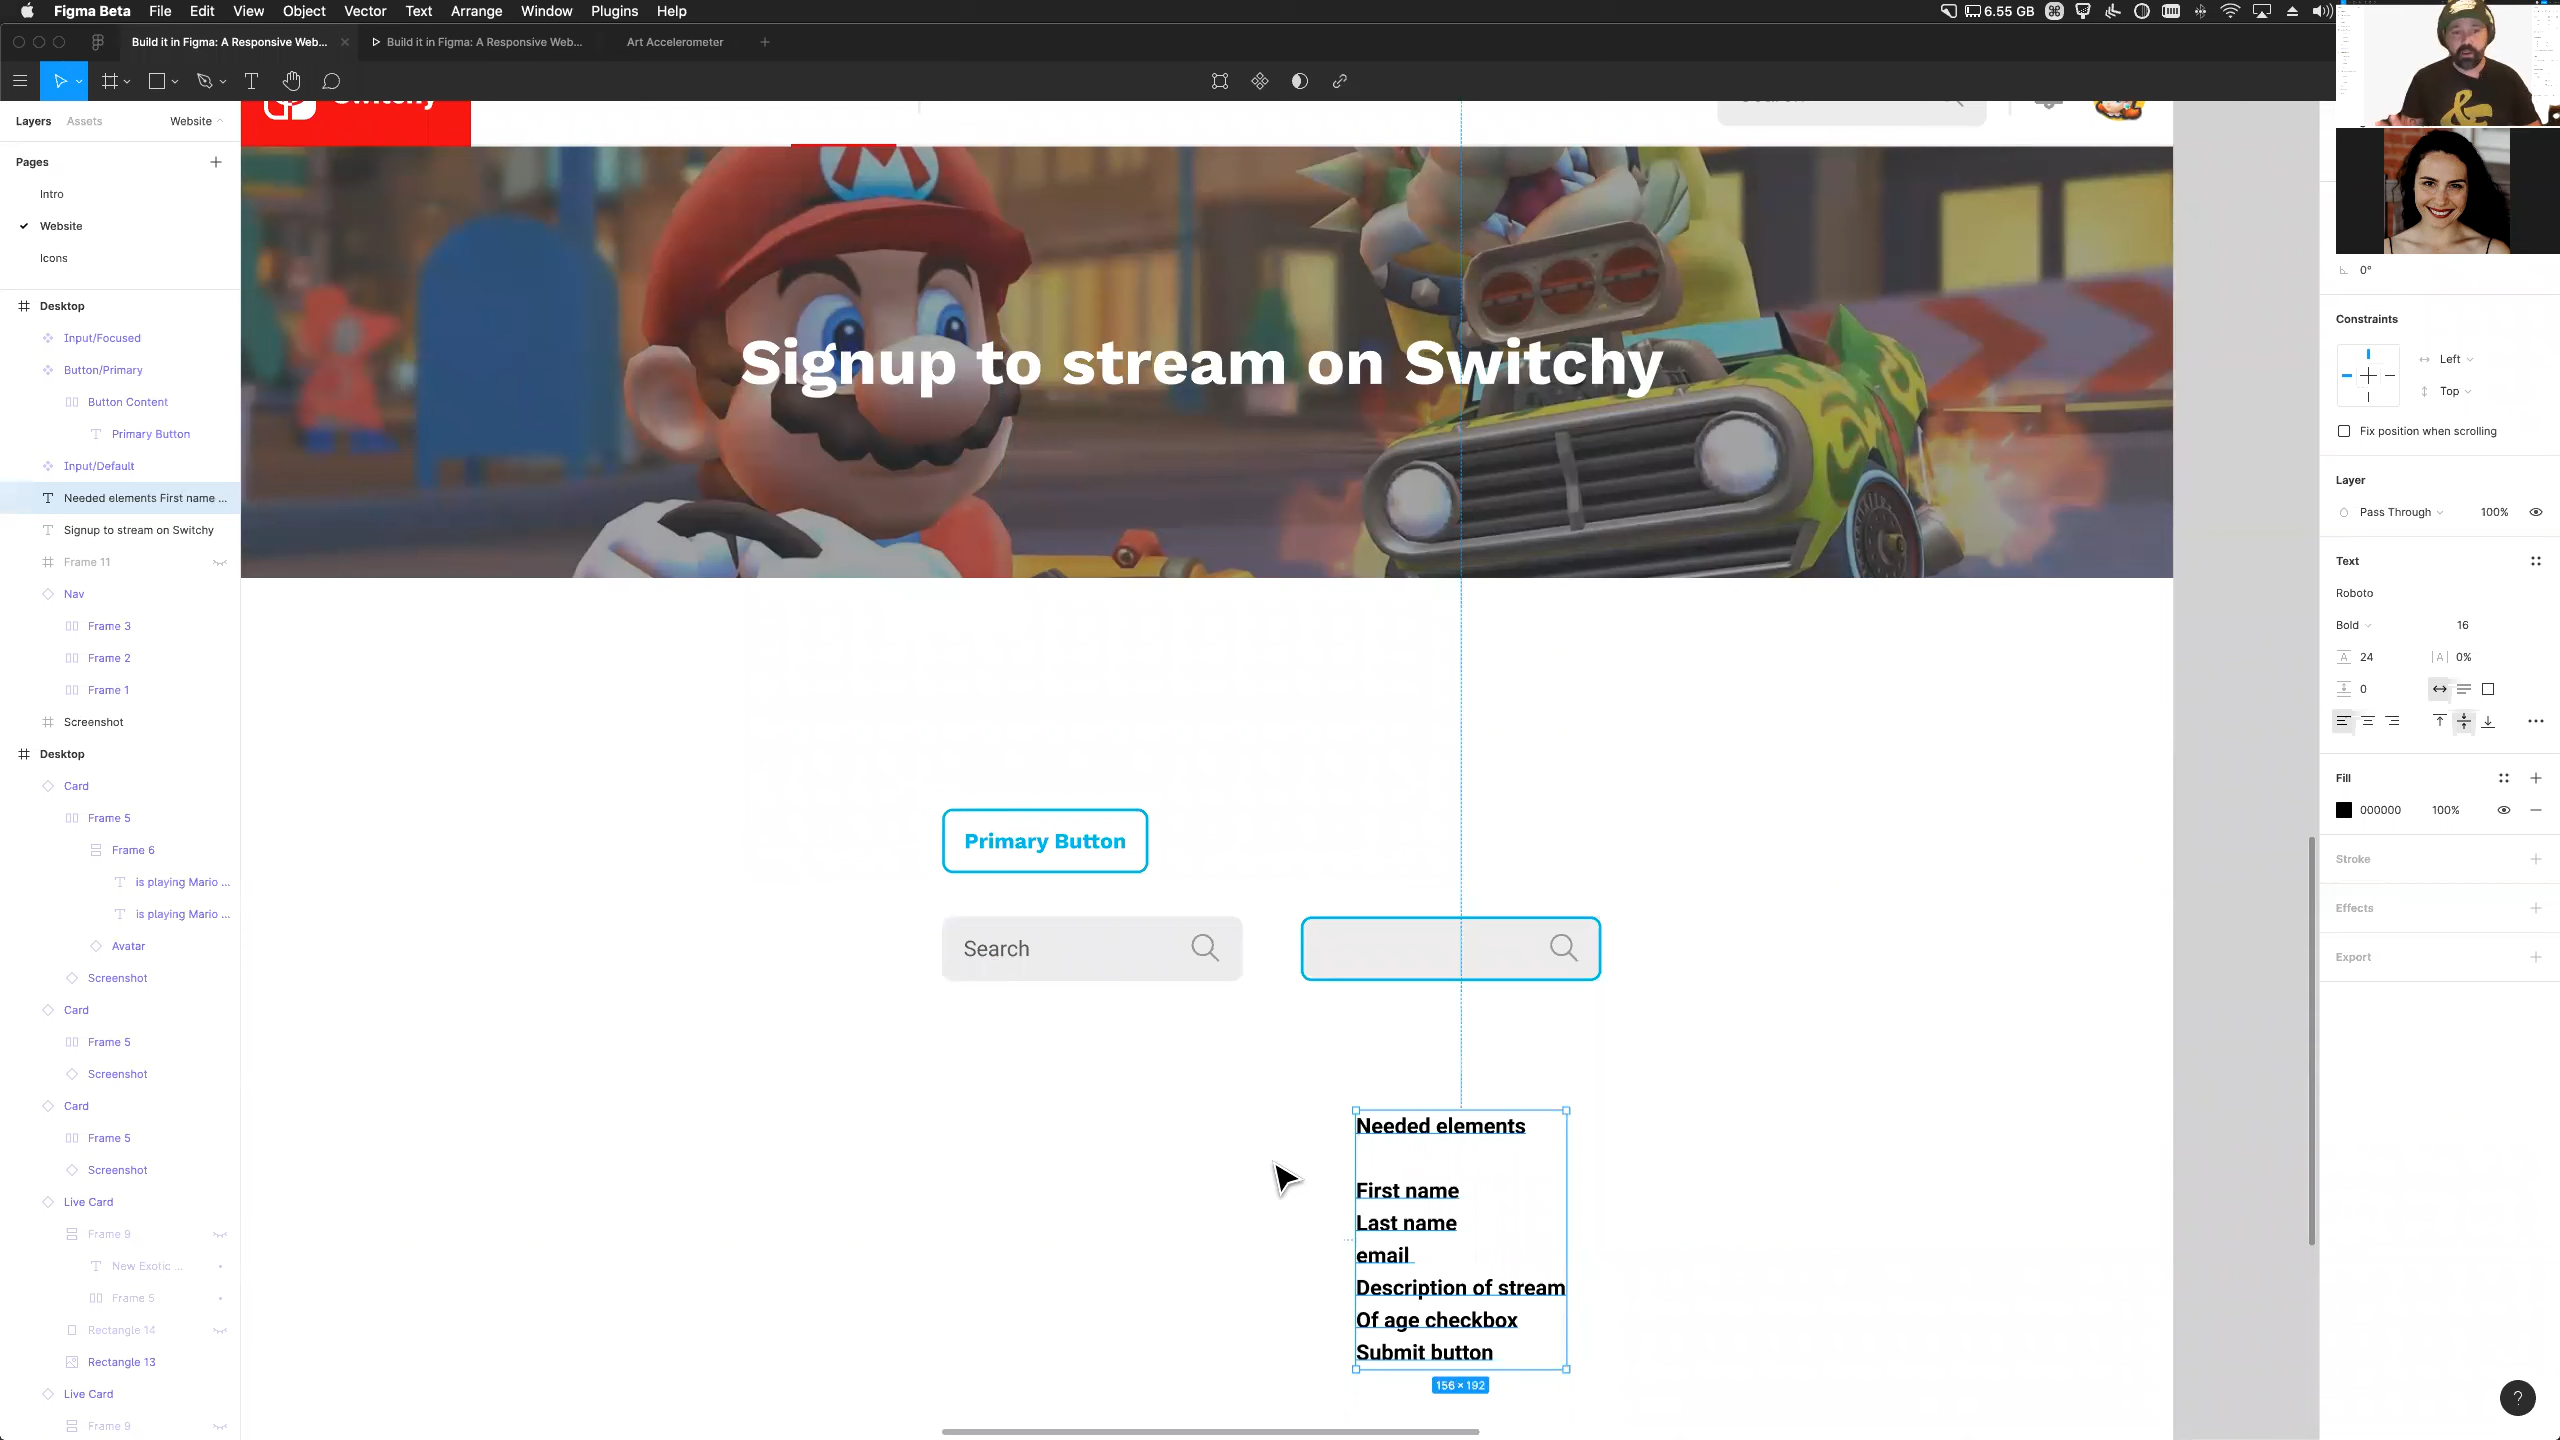 Figma Beta File Edit View Object Vector Text Arrange Window Plugins Help
6.55 GB
Build it in Figma: A Responsive Web...
Build it in Figma: A Responsive Web...
Art Accelerometer
Layers Assets Website
Pages
Intro
Website
Icons
Desktop
Input/Focused
Button/Primary
Button Content
Primary Button
Input/Default
Needed elements First name ...
Signup to stream on Switchy
Frame 11
Nav
Frame 3
Frame 2
Frame 1
Screenshot
Desktop
Card
Frame 5
Frame 6
is playing Mario ...
is playing Mario ...
Avatar
Screenshot
Card
Frame 5
Screenshot
Card
Frame 5
Screenshot
Live Card
Frame 9
New Exotic ...
Frame 5
Rectangle 14
Rectangle 13
Live Card
Frame 9
Switchy
Search
M
Signup to stream on Switchy
Primary Button
Search
Needed elements
First name
Last name
email
Description of stream
Of age checkbox
Submit button
156 × 192
&
0°
Constraints
Left
Top
Fix position when scrolling
Layer
Pass Through 100%
Text
Roboto
Bold 16
24 0%
0
Fill
000000 100%
Stroke
Effects
Export
?